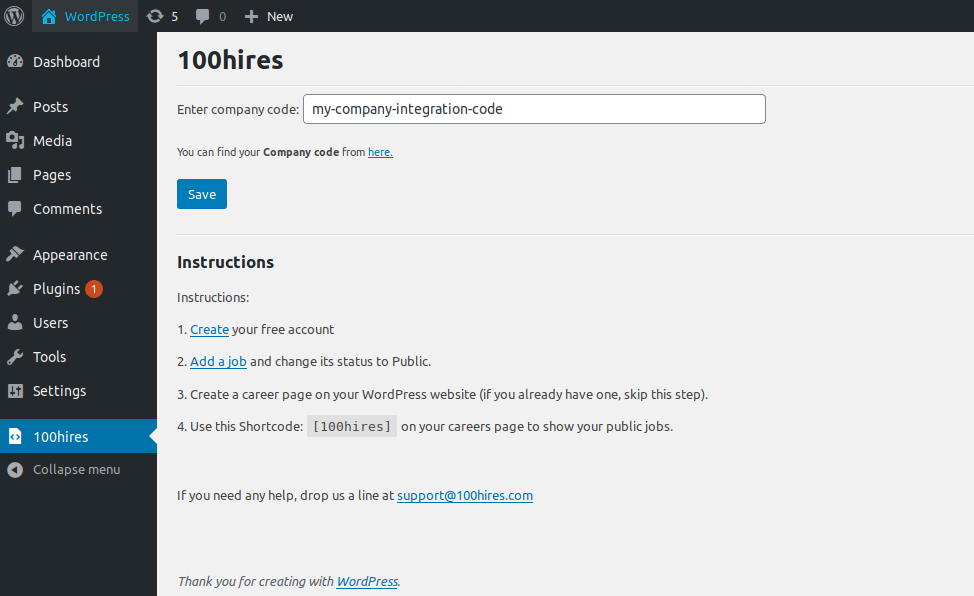 WordPress 5 0 New
Dashboard
Posts
Media
Pages
Comments
Appearance
Plugins 1
Users
Tools
Settings
100hires
Collapse menu
100hires
Enter company code: my-company-integration-code
You can find your Company code from here.
Save
Instructions
Instructions:
1. Create your free account
2. Add a job and change its status to Public.
3. Create a career page on your WordPress website (if you already have one, skip this step).
4. Use this Shortcode: [100hires] on your careers page to show your public jobs.
If you need any help, drop us a line at support@100hires.com
Thank you for creating with WordPress.